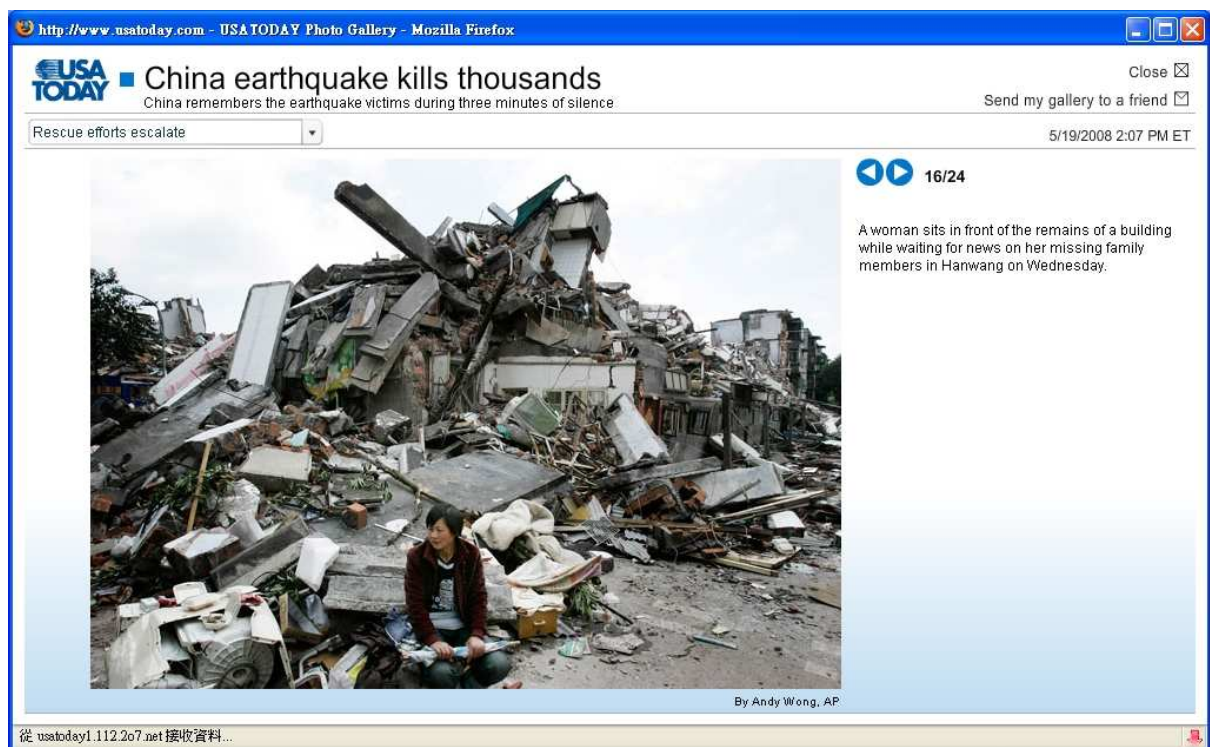 http://www.usatoday.com - USATODAY Photo Gallery - Mozilla Firefox
USA
TODAY
China earthquake kills thousands
China remembers the earthquake victims during three minutes of silence
Close
Send my gallery to a friend
Rescue efforts escalate
5/19/2008 2:07 PM ET
16/24
A woman sits in front of the remains of a building
while waiting for news on her missing family
members in Hanwang on Wednesday.
By Andy Wong, AP
從 usatoday1.112.2o7.net 接收資料...